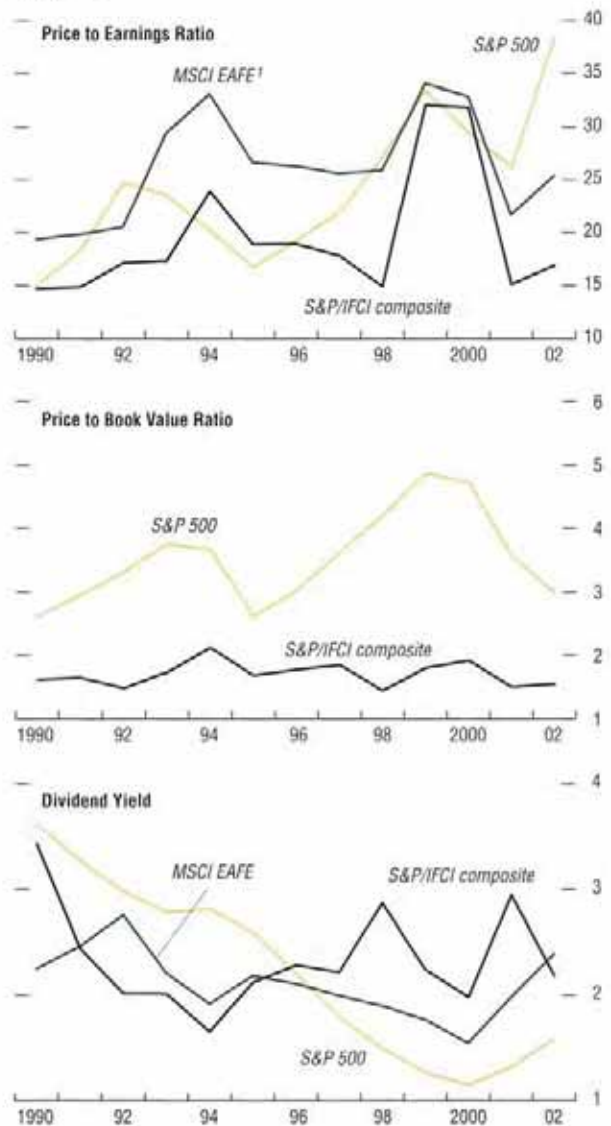 Price to Earnings Ratio
S&P 500
MSCI EAFE¹
S&P/IFCI composite
40
35
30
25
20
15
10
1990 92 94 96 98 2000 02
Price to Book Value Ratio
S&P 500
S&P/IFCI composite
6
5
4
3
2
1
1990 92 94 96 98 2000 02
Dividend Yield
MSCI EAFE
S&P/IFCI composite
S&P 500
4
3
2
1
1990 92 94 96 98 2000 02